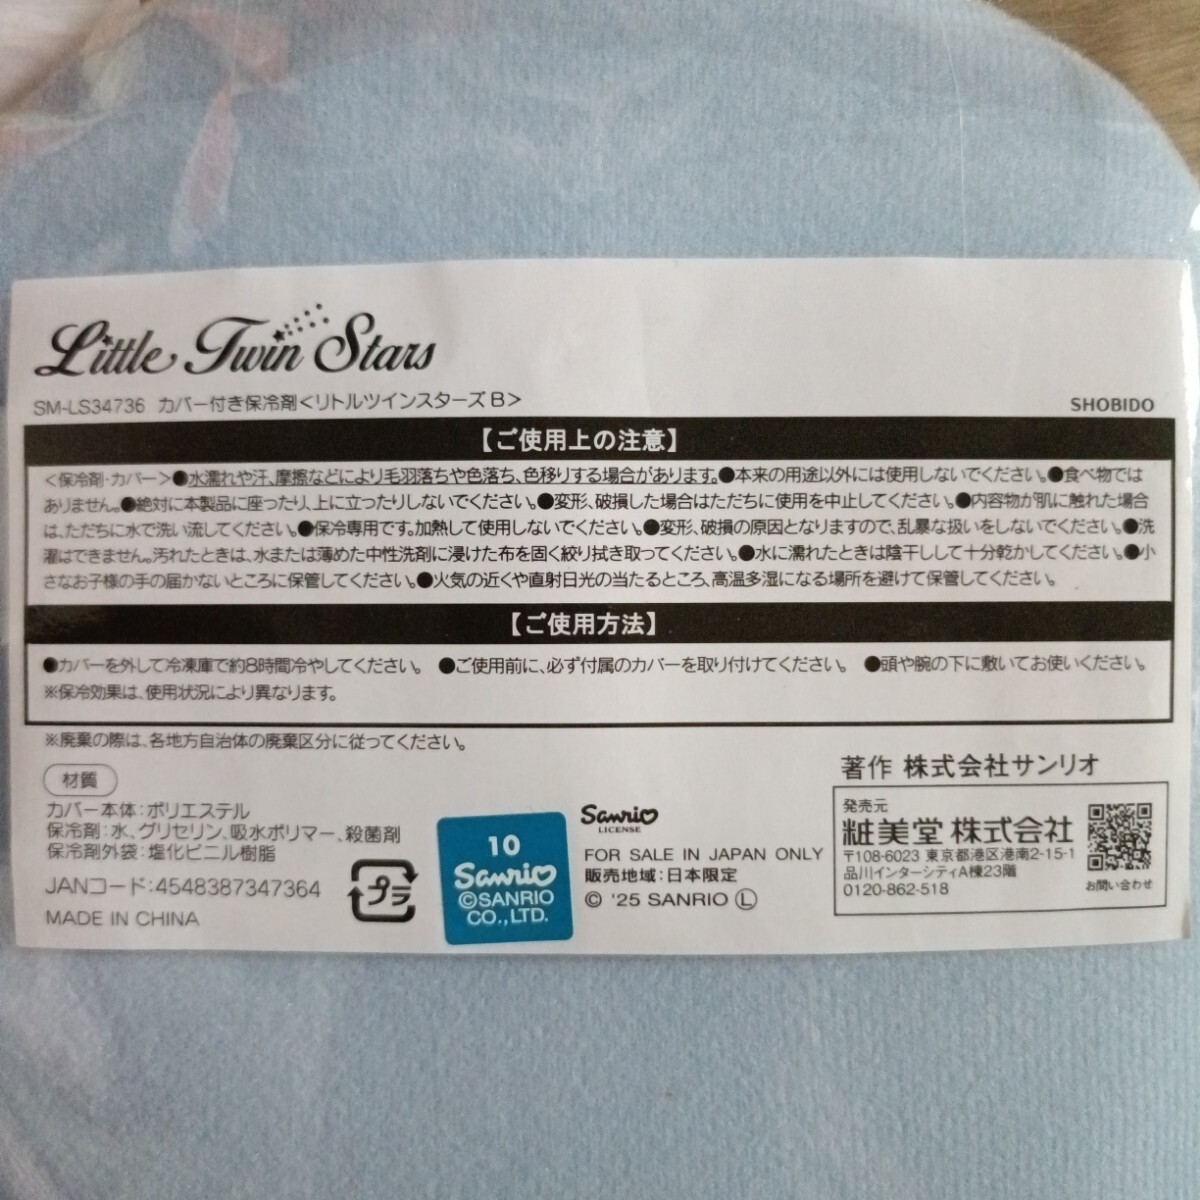 Little Twin Stars
SM-LS34736 カバー付き保冷剤<リトルツインスターズB>
SHOBIDO
【ご使用上の注意】
<保冷剤・カバー>●水濡れや汗、摩擦などにより毛羽落ちや色落ち、色移りする場合があります。●本来の用途以外には使用しないでください。●食べ物では
ありません。●絶対に本製品に座ったり、上に立ったりしないでください。●変形、破損した場合はただちに使用を中止してください。●内容物が肌に触れた場合
は、ただちに水で洗い流してください。●保冷専用です。加熱して使用しないでください。●変形、破損の原因となりますので、乱暴な扱いをしないでください。●洗
濯はできません。汚れたときは、水または薄めた中性洗剤に浸けた布を固く絞り拭き取ってください。●水に濡れたときは陰干しして十分乾かしてください。●小
さなお子様の手の届かないところに保管してください。●火気の近くや直射日光の当たるところ、高温多湿になる場所を避けて保管してください。
【ご使用方法】
●カバーを外して冷凍庫で約8時間冷やしてください。 ●ご使用前に、必ず付属のカバーを取り付けてください。 ●頭や腕の下に敷いてお使いください。
※保冷効果は、使用状況により異なります。
※廃棄の際は、各地方自治体の廃棄区分に従ってください。
材質
カバー本体：ポリエステル
保冷剤：水、グリセリン、吸水ポリマー、殺菌剤
保冷剤外袋：塩化ビニル樹脂
JANコード：4548387347364
MADE IN CHINA
プラ
10
Sanrio
©SANRIO
CO.,LTD.
Sanrio
LICENSE
FOR SALE IN JAPAN ONLY
販売地域：日本限定
© '25 SANRIO Ⓛ
著作 株式会社サンリオ
発売元
粧美堂 株式会社
〒108-6023 東京都港区港南2-15-1
品川インターシティA棟23階
0120-862-518
お問い合わせ